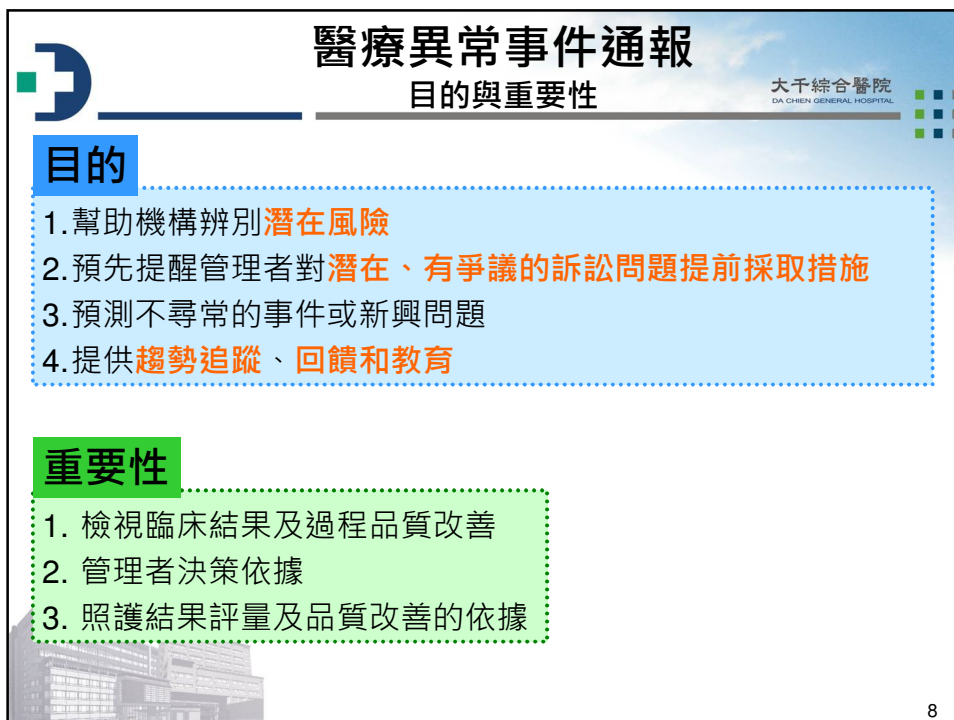 醫療異常事件通報
目的與重要性
大千綜合醫院
DA CHIEN GENERAL HOSPITAL
目的
1.幫助機構辨別潛在風險
2.預先提醒管理者對潛在、有爭議的訴訟問題提前採取措施
3.預測不尋常的事件或新興問題
4.提供趨勢追蹤、回饋和教育
重要性
1. 檢視臨床結果及過程品質改善
2. 管理者決策依據
3. 照護結果評量及品質改善的依據
8